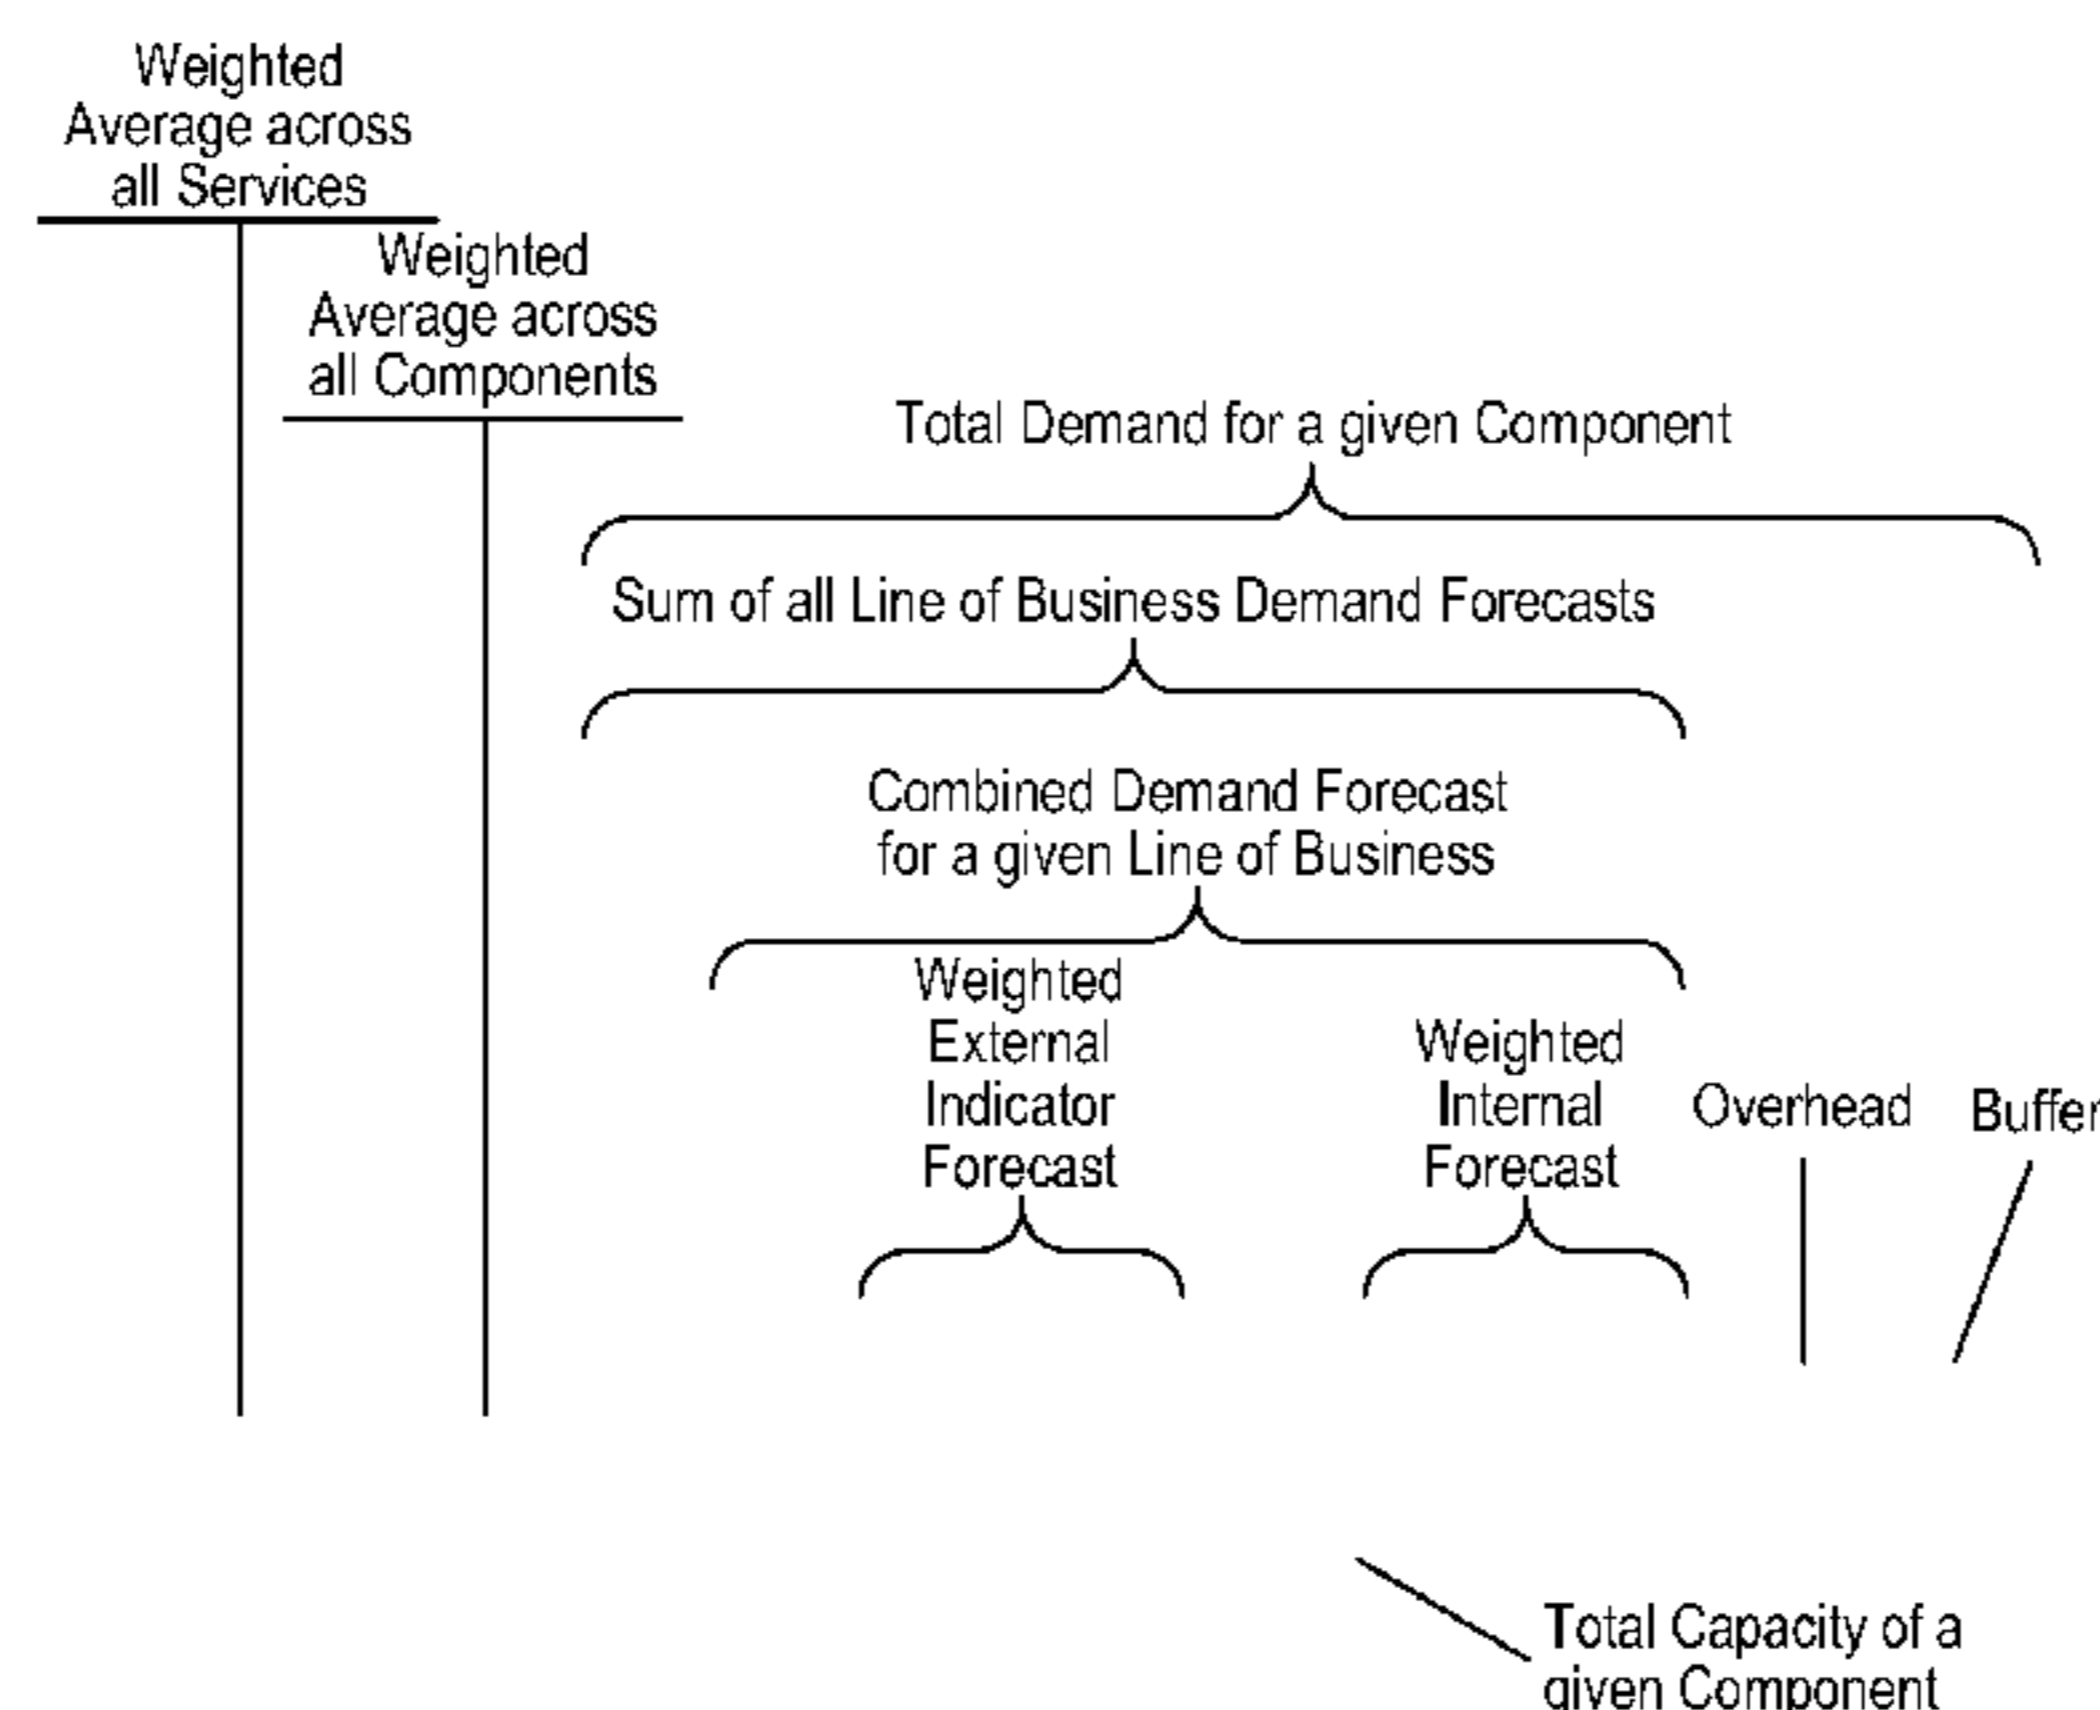 Weighted
Average across
all Services
Weighted
Average across
all Components
Total Demand for a given Component
Sum of all Line of Business Demand Forecasts
Combined Demand Forecast
for a given Line of Business
Weighted
External
Indicator
Forecast
Weighted
Internal
Forecast
Overhead
Buffer
Total Capacity of a
given Component